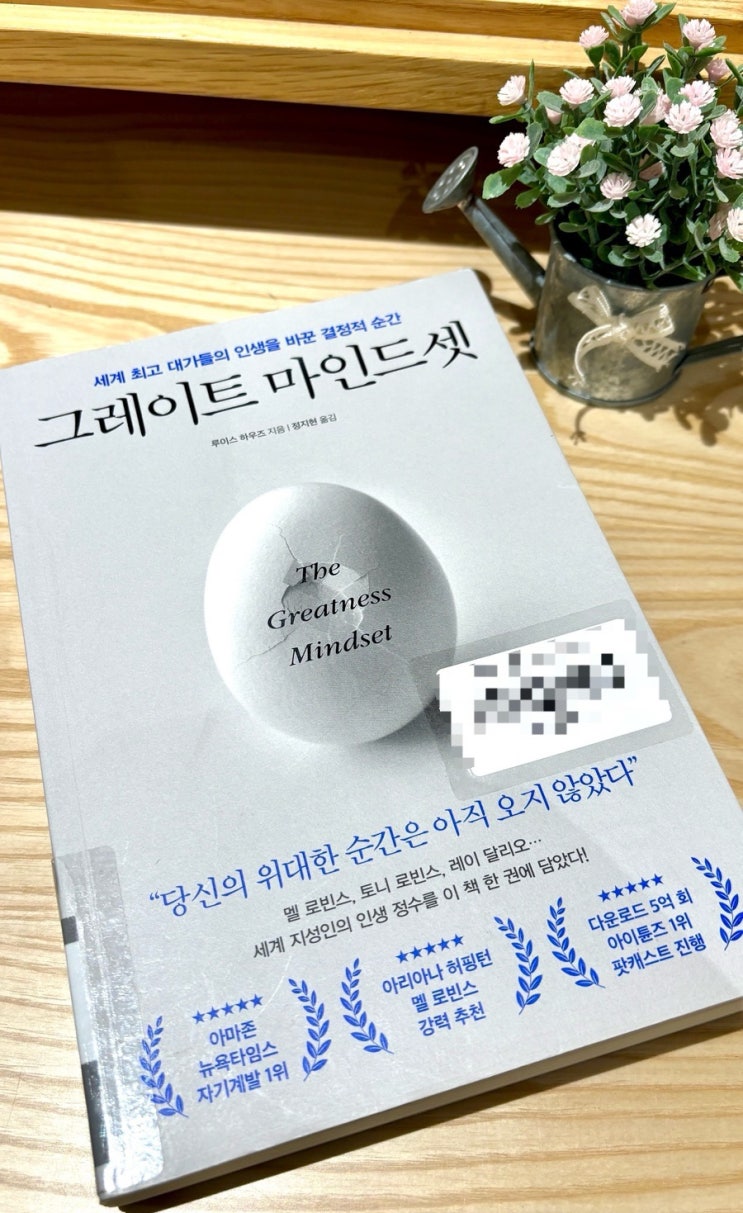 세계 최고 대가들의 인생을 바꾼 결정적 순간
그레이트 마인드셋
루이스 하우즈 지음 | 정지현 옮김
The
Greatness
Mindset
“당신의 위대한 순간은 아직 오지 않았다”
멜 로빈스, 토니 로빈스, 레이 달리오…
세계 지성인의 인생 정수를 이 책 한 권에 담았다!
★★★★★
아마존
뉴욕타임스
자기계발 1위
★★★★★
아리아나 허핑턴
멜 로빈스
강력 추천
★★★★★
다운로드 5억 회
아이튠즈 1위
팟캐스트 진행